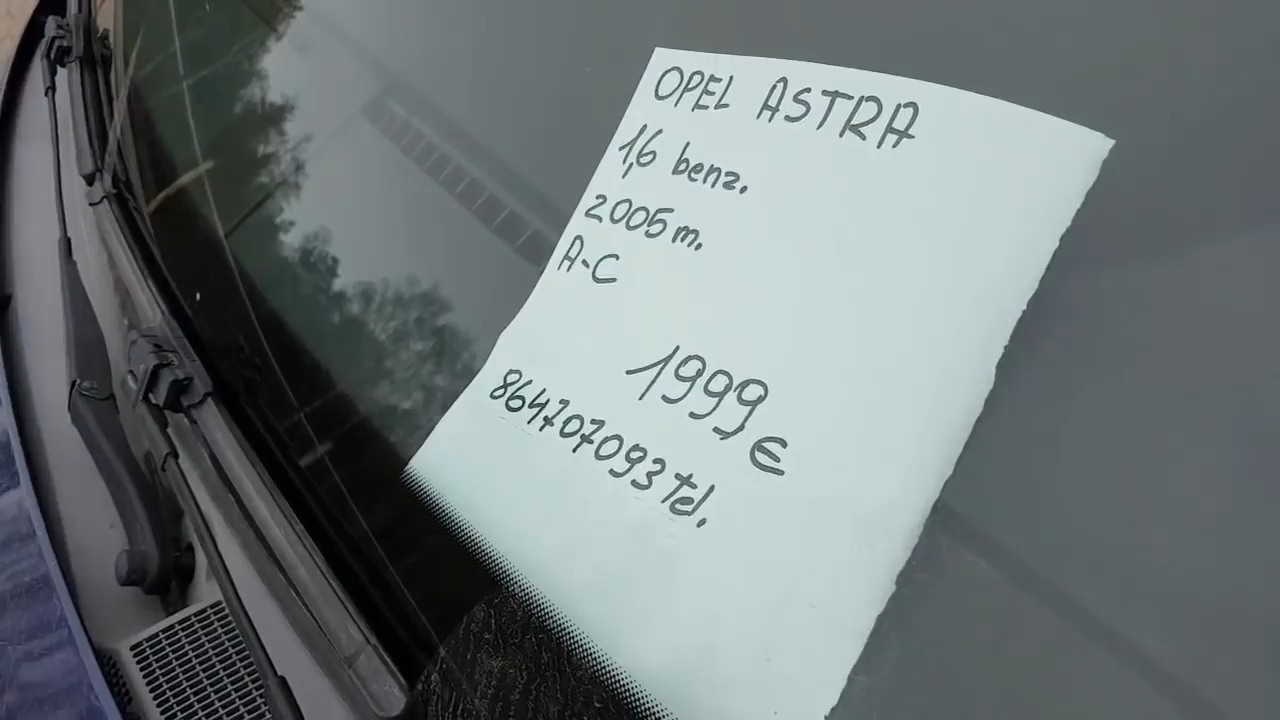 OPEL ASTRA
1,6 benz.
2005 m.
A-C
1999 €
864707093 Tel.